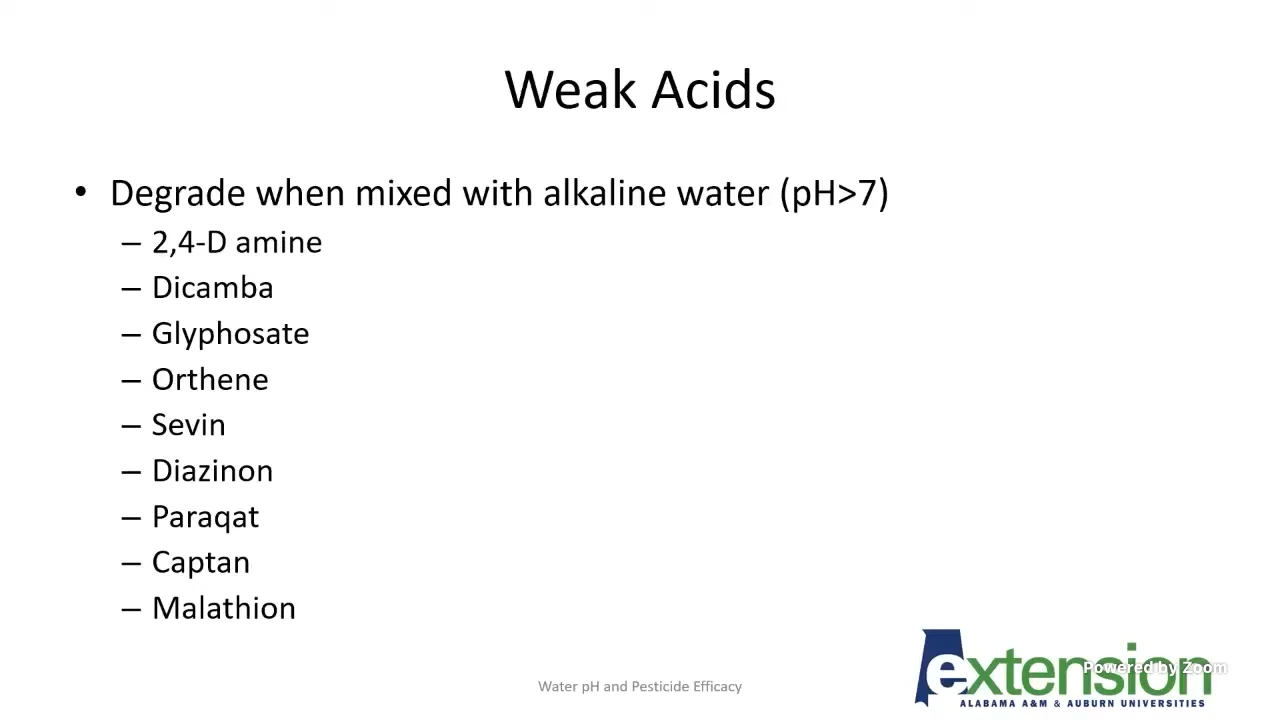 Weak Acids
• Degrade when mixed with alkaline water (pH>7)
– 2,4-D amine
– Dicamba
– Glyphosate
– Orthene
– Sevin
– Diazinon
– Paraqat
– Captan
– Malathion
Water pH and Pesticide Efficacy
extension
Powered by Zoom
ALABAMA A&M & AUBURN UNIVERSITIES